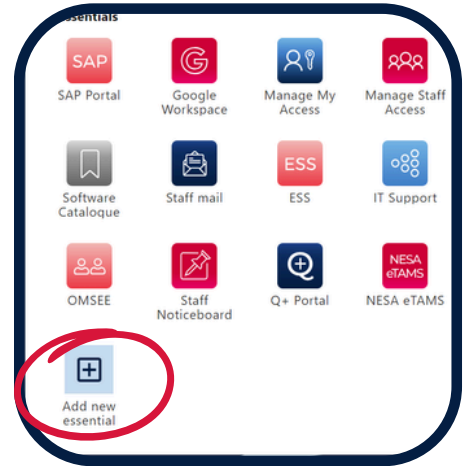 Essentials
SAP
SAP Portal
G
Google
Workspace
Manage My
Access
Manage Staff
Access
Software
Catalogue
Staff mail
ESS
ESS
IT Support
OMSEE
Staff
Noticeboard
Q+ Portal
NESA
eTAMS
NESA eTAMS
Add new
essential